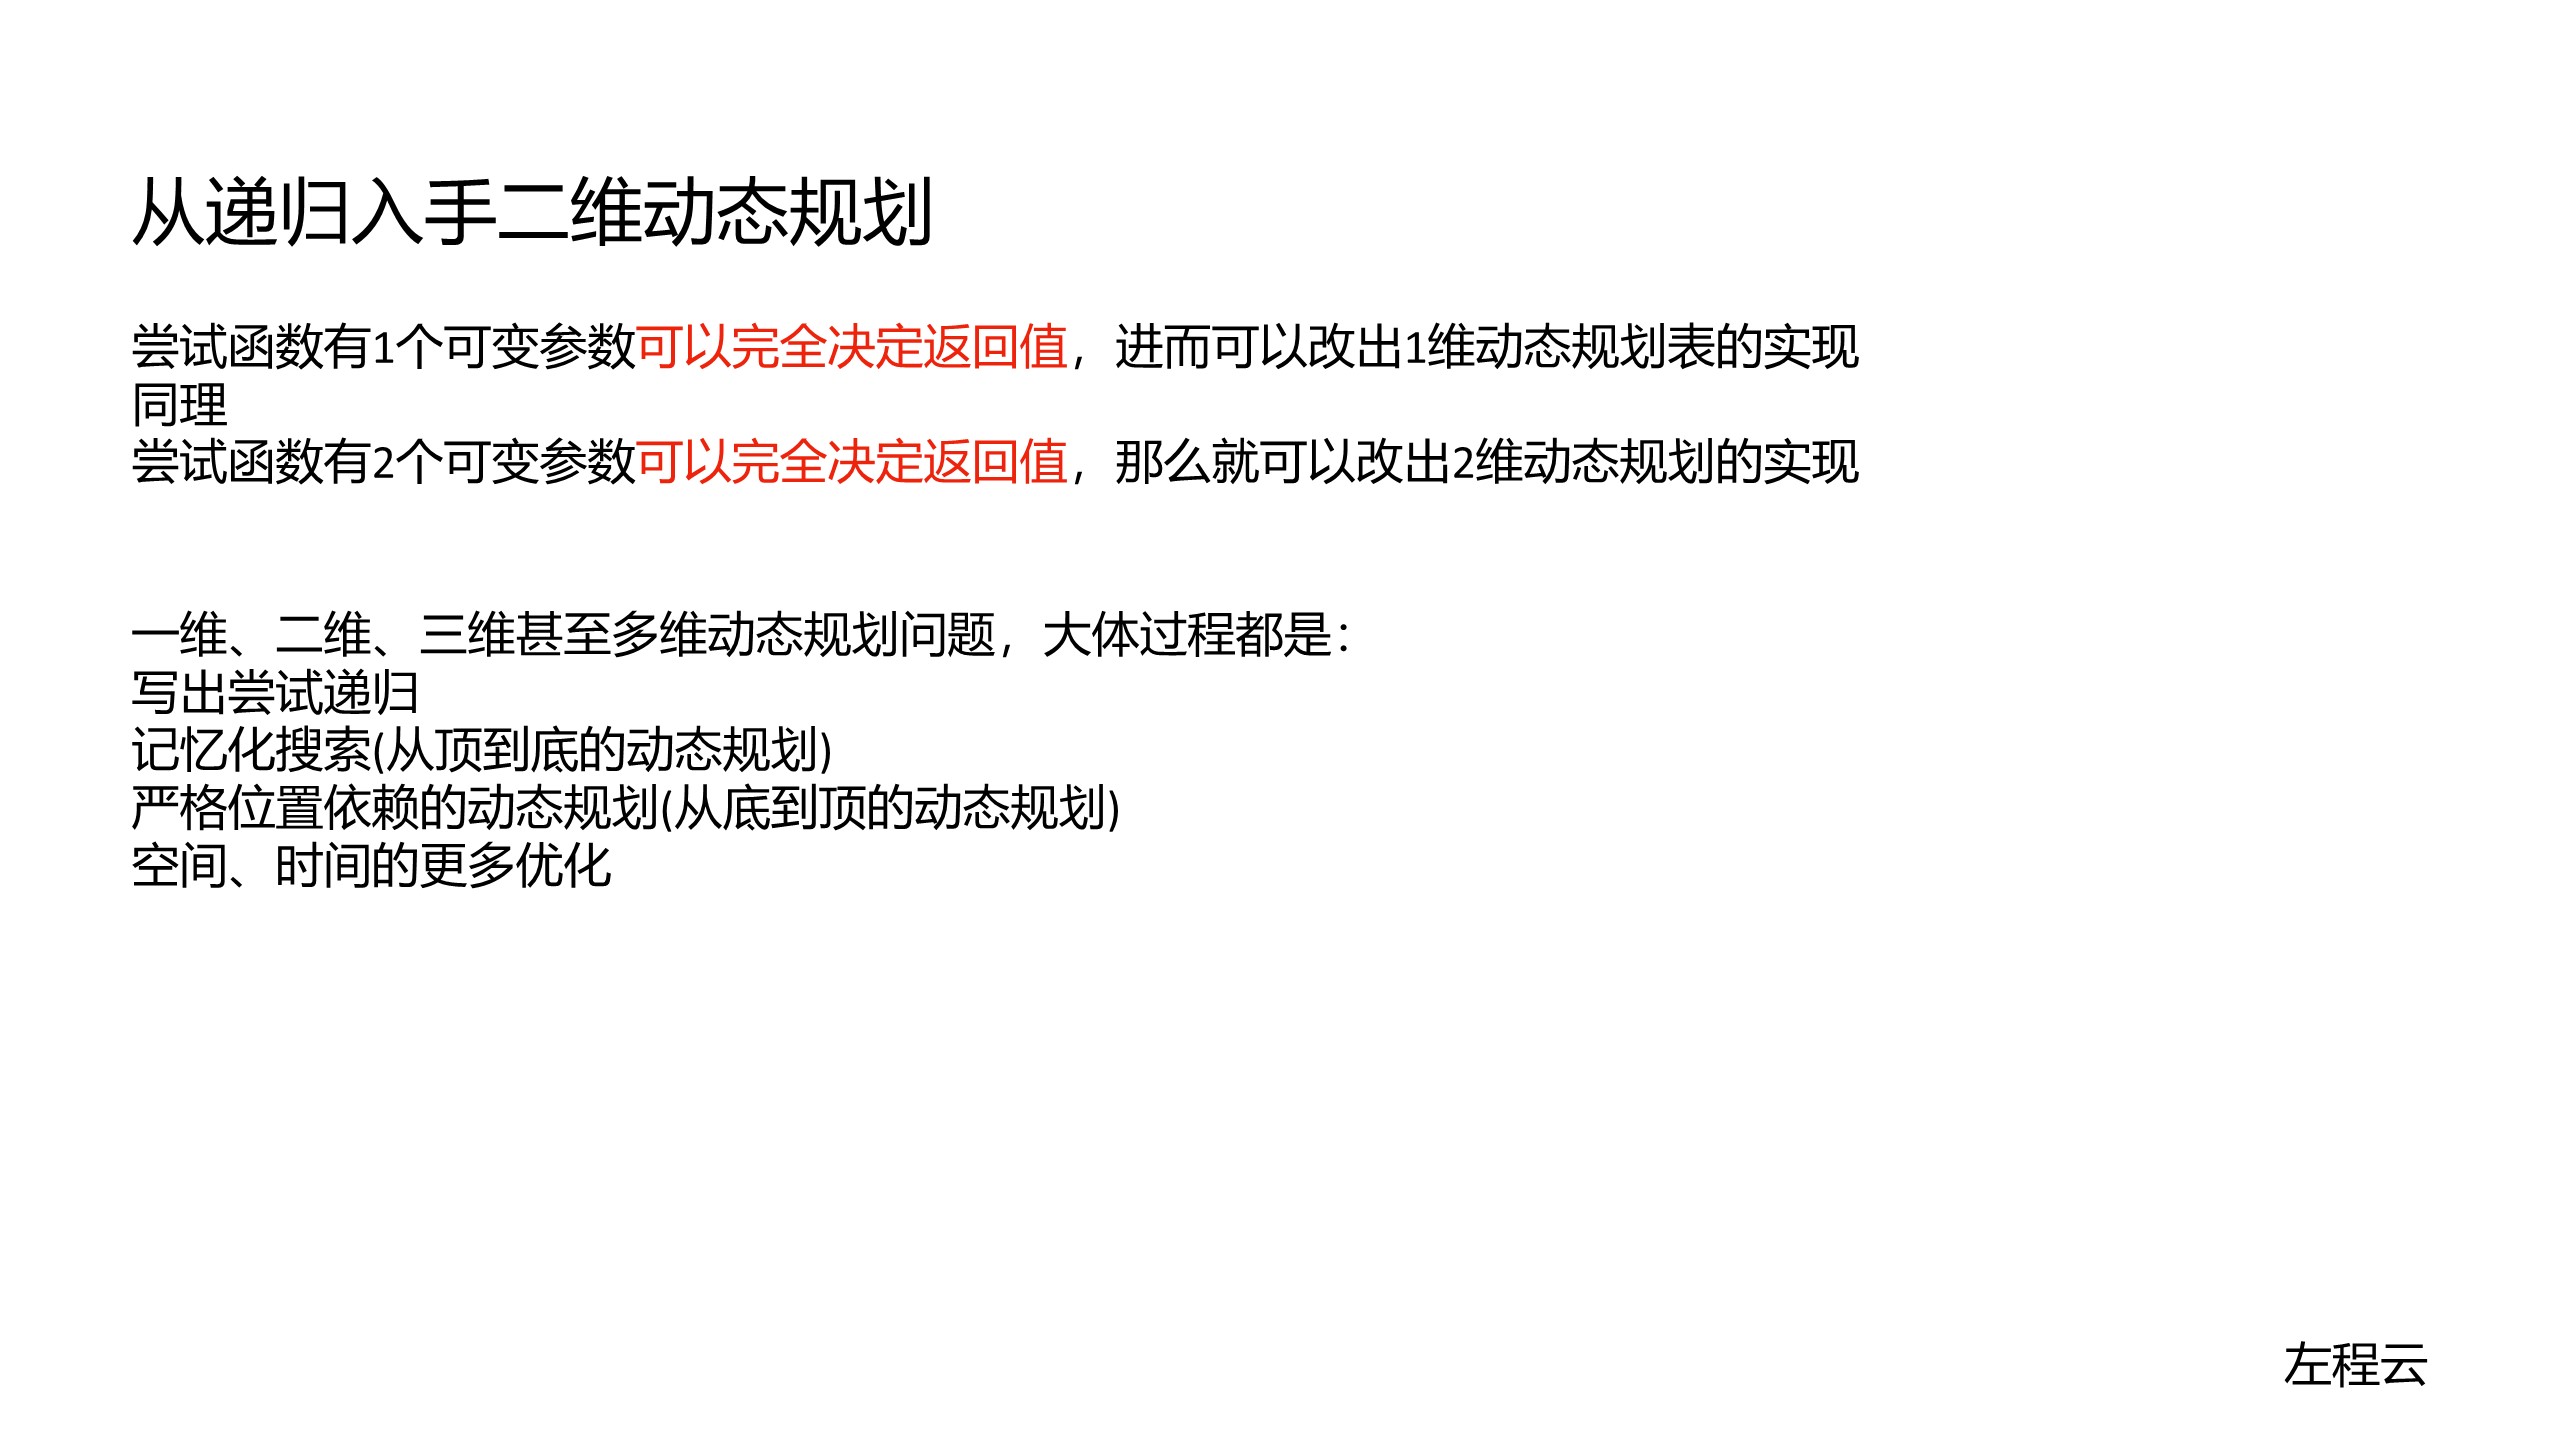 从递归入手二维动态规划
尝试函数有1个可变参数可以完全决定返回值，进而可以改出1维动态规划表的实现
同理
尝试函数有2个可变参数可以完全决定返回值，那么就可以改出2维动态规划的实现
一维、二维、三维甚至多维动态规划问题，大体过程都是：
写出尝试递归
记忆化搜索(从顶到底的动态规划)
严格位置依赖的动态规划(从底到顶的动态规划)
空间、时间的更多优化
左程云